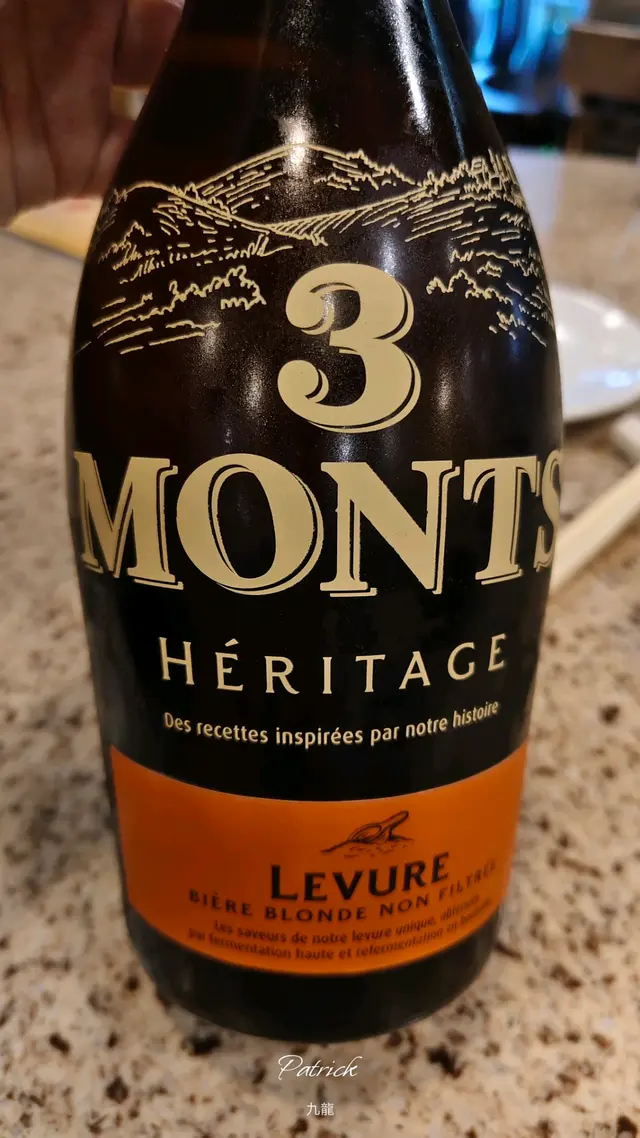 3
MONTS
HÉRITAGE
Des recettes inspirées par notre histoire
LEVURE
BIÈRE BLONDE NON FILTRÉE
Les saveurs de notre levure unique, obtenues
par fermentation haute et refermentation en bouteille
Patrick
九龍